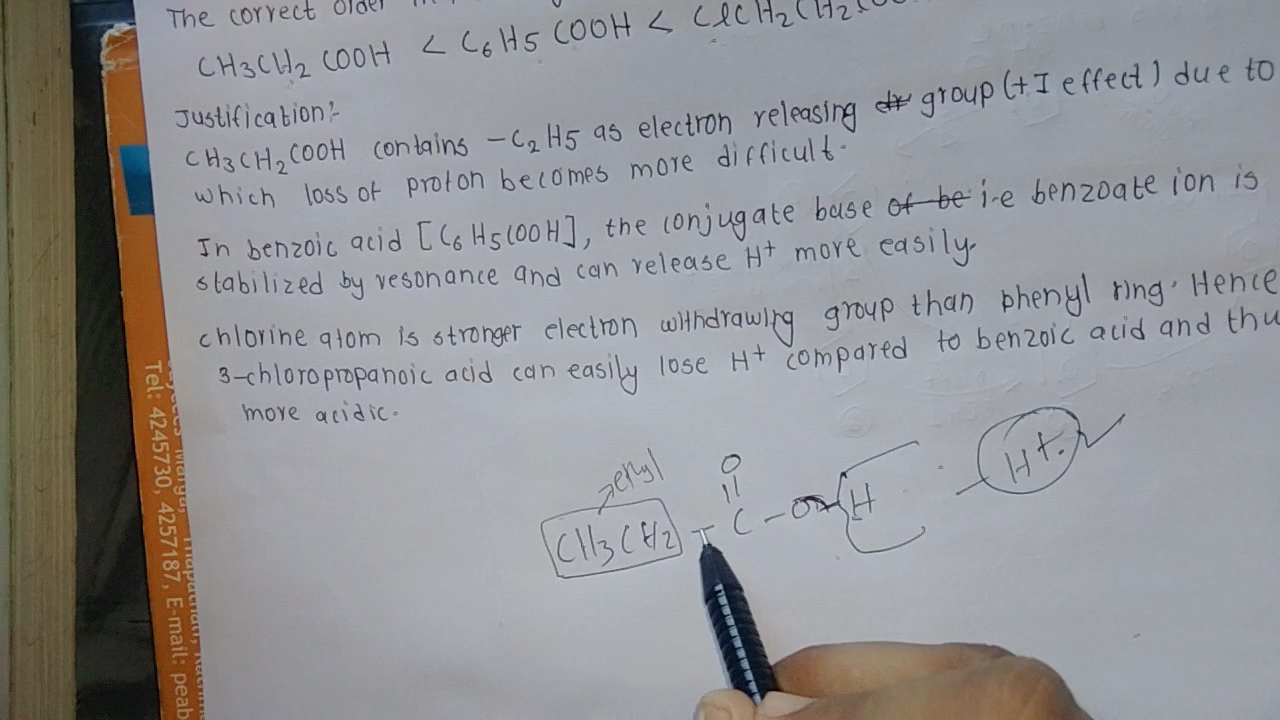 The correct order
CH3CH2 COOH < C6H5 COOH < ClCH2CH2
Justification:-
CH3CH2COOH contains -C2H5 as electron releasing group (+I effect) due to
which loss of proton becomes more difficult.
In benzoic acid [C6H5COOH], the conjugate base of be i.e benzoate ion is
stabilized by resonance and can release H+ more easily.
chlorine atom is stronger electron withdrawing group than phenyl ring. Hence
3-chloropropanoic acid can easily lose H+ compared to benzoic acid and thu
more acidic.
O
CH3CH2 - C - O - H
H+
Tel: 4245730, 4257187, E-mail: peab